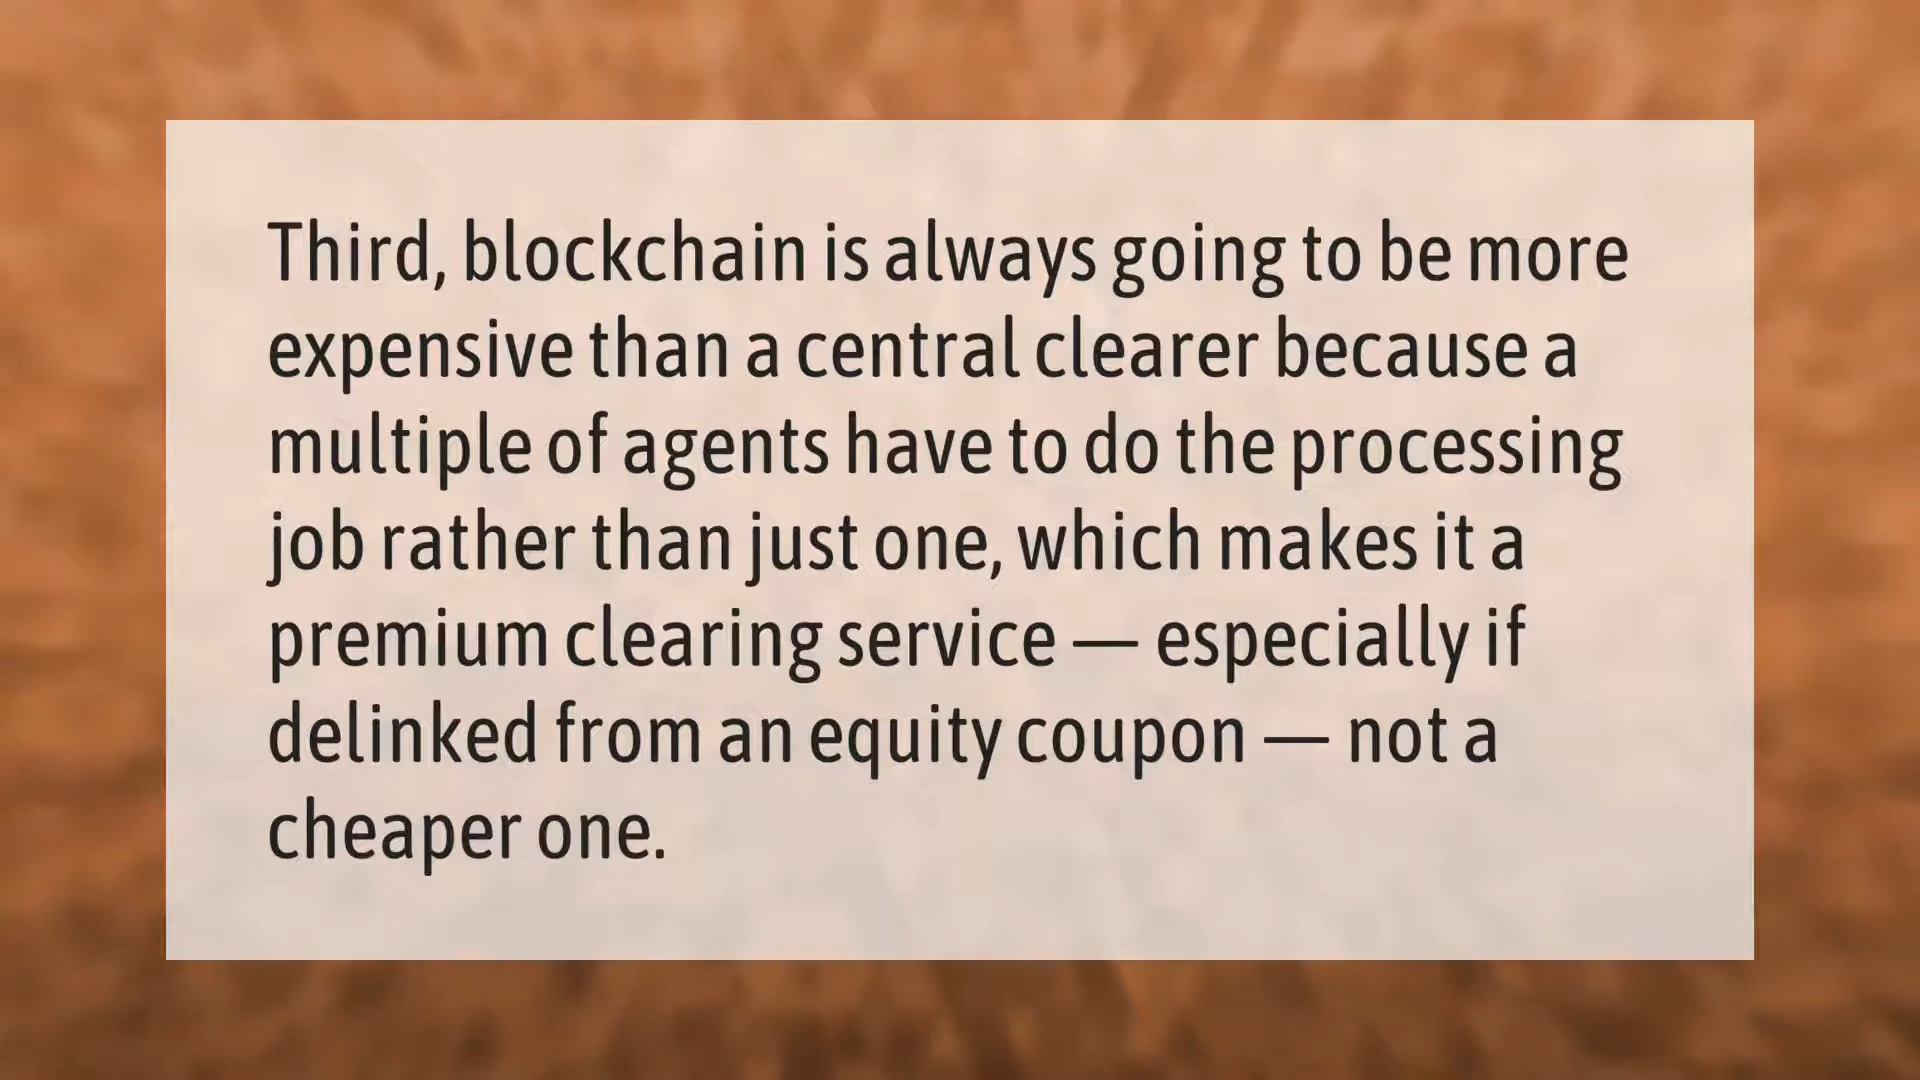 Third, blockchain is always going to be more
expensive than a central clearer because a
multiple of agents have to do the processing
job rather than just one, which makes it a
premium clearing service — especially if
delinked from an equity coupon — not a
cheaper one.